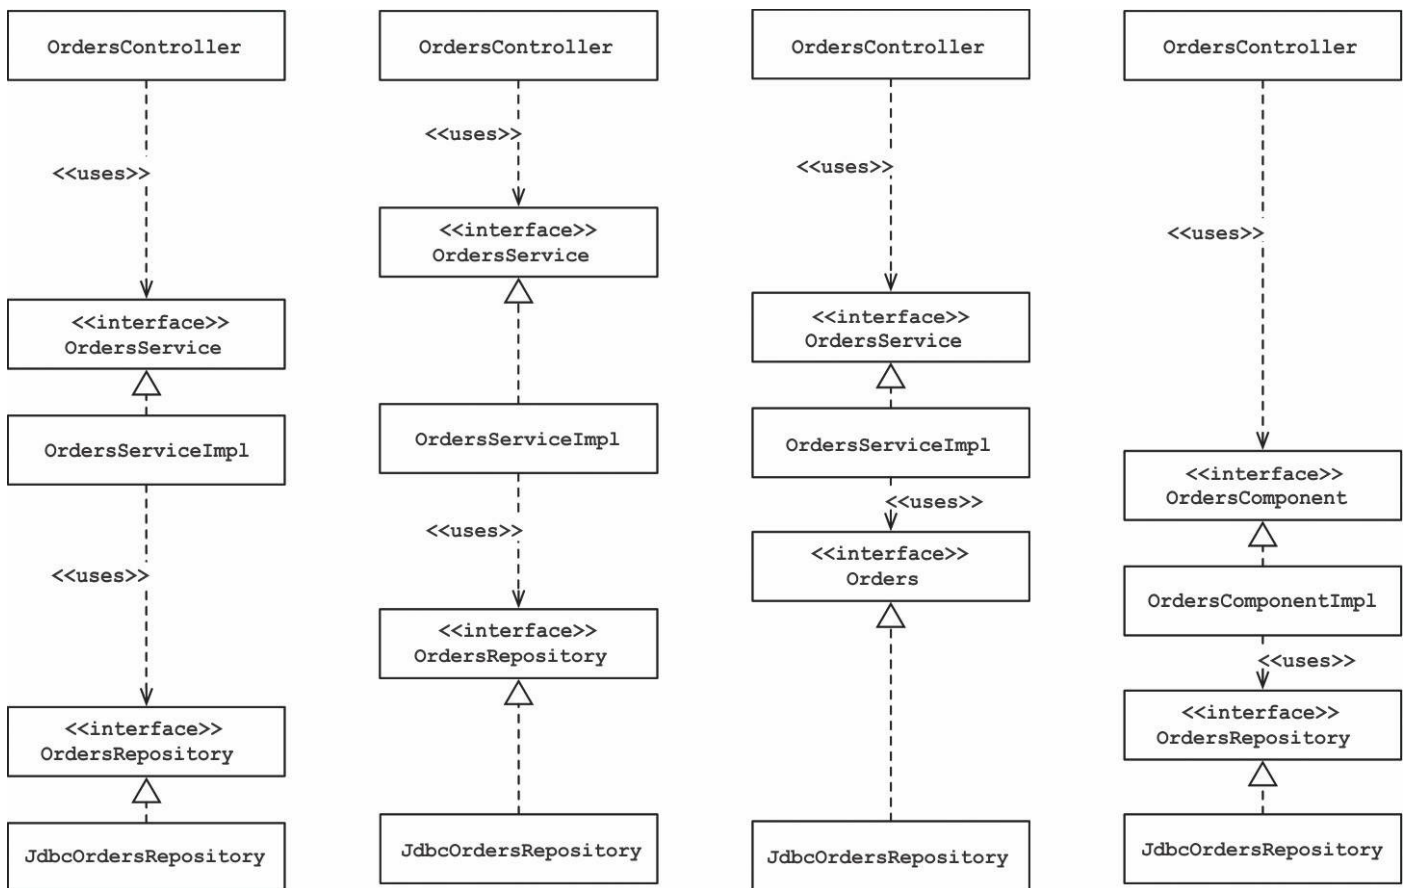 OrdersController
<<uses>>
<<interface>>
OrdersService
OrdersServiceImpl
<<uses>>
<<interface>>
OrdersRepository
JdbcOrdersRepository
OrdersController
<<uses>>
<<interface>>
OrdersService
OrdersServiceImpl
<<uses>>
<<interface>>
OrdersRepository
JdbcOrdersRepository
OrdersController
<<uses>>
<<interface>>
OrdersService
OrdersServiceImpl
<<uses>>
<<interface>>
Orders
JdbcOrdersRepository
OrdersController
<<uses>>
<<interface>>
OrdersComponent
OrdersComponentImpl
<<uses>>
<<interface>>
OrdersRepository
JdbcOrdersRepository